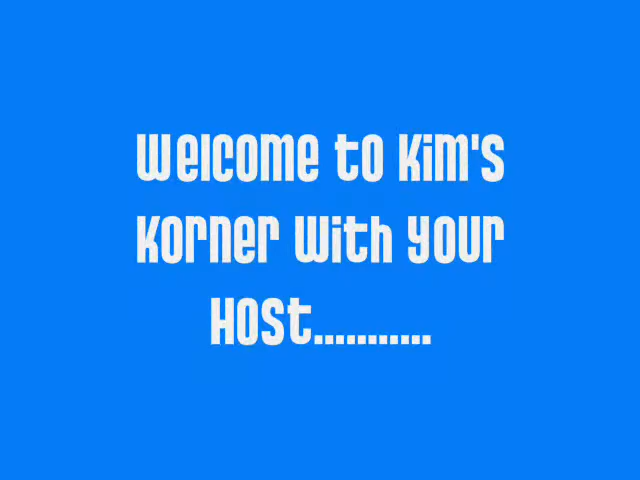 Welcome to Kim's
Korner With Your
Host...........